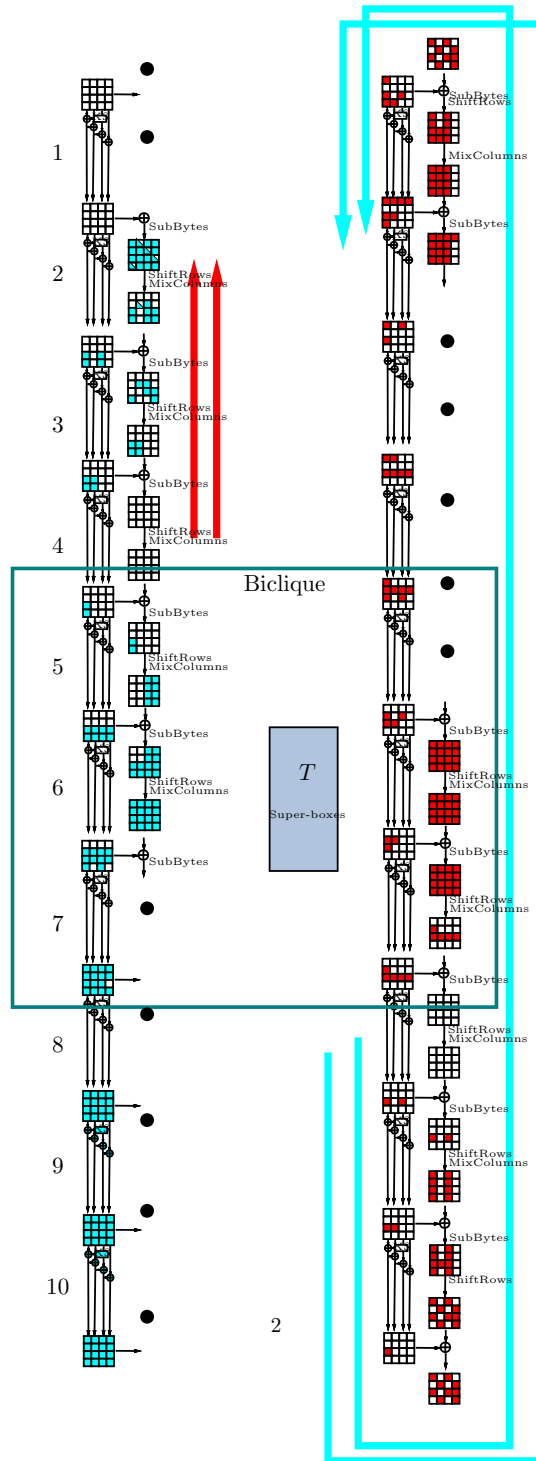 SubBytes
ShiftRows
1
MixColumns
SubBytes
SubBytes
2
ShiftRows
MixColumns
SubBytes
3
ShiftRows
MixColumns
SubBytes
4
ShiftRows
MixColumns
Biclique
SubBytes
5
ShiftRows
MixColumns
SubBytes
SubBytes
6
T
ShiftRows
MixColumns
ShiftRows
MixColumns
Super-boxes
SubBytes
SubBytes
7
ShiftRows
MixColumns
SubBytes
8
ShiftRows
MixColumns
SubBytes
9
ShiftRows
MixColumns
SubBytes
10
ShiftRows
2